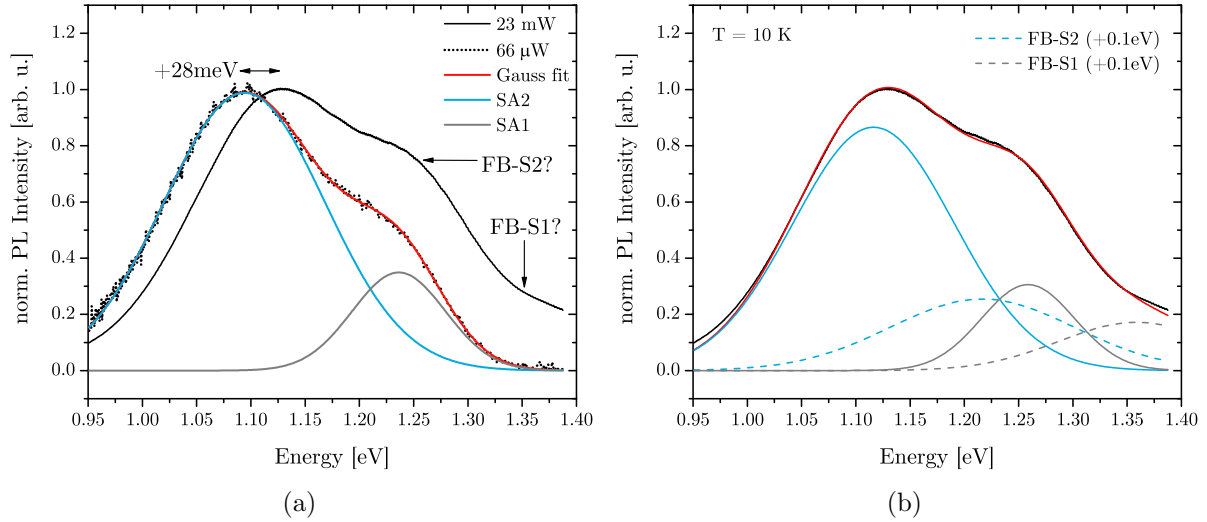 norm. PL Intensity [arb. u.]
1.2
1.0
0.8
0.6
0.4
0.2
0.0
+28meV
23 mW
66 μW
Gauss fit
SA2
SA1
FB-S2?
FB-S1?
0.95 1.00 1.05 1.10 1.15 1.20 1.25 1.30 1.35 1.40
Energy [eV]
(a)
norm. PL Intensity [arb. u.]
1.2
1.0
0.8
0.6
0.4
0.2
0.0
T = 10 K
FB-S2 (+0.1eV)
FB-S1 (+0.1eV)
0.95 1.00 1.05 1.10 1.15 1.20 1.25 1.30 1.35 1.40
Energy [eV]
(b)